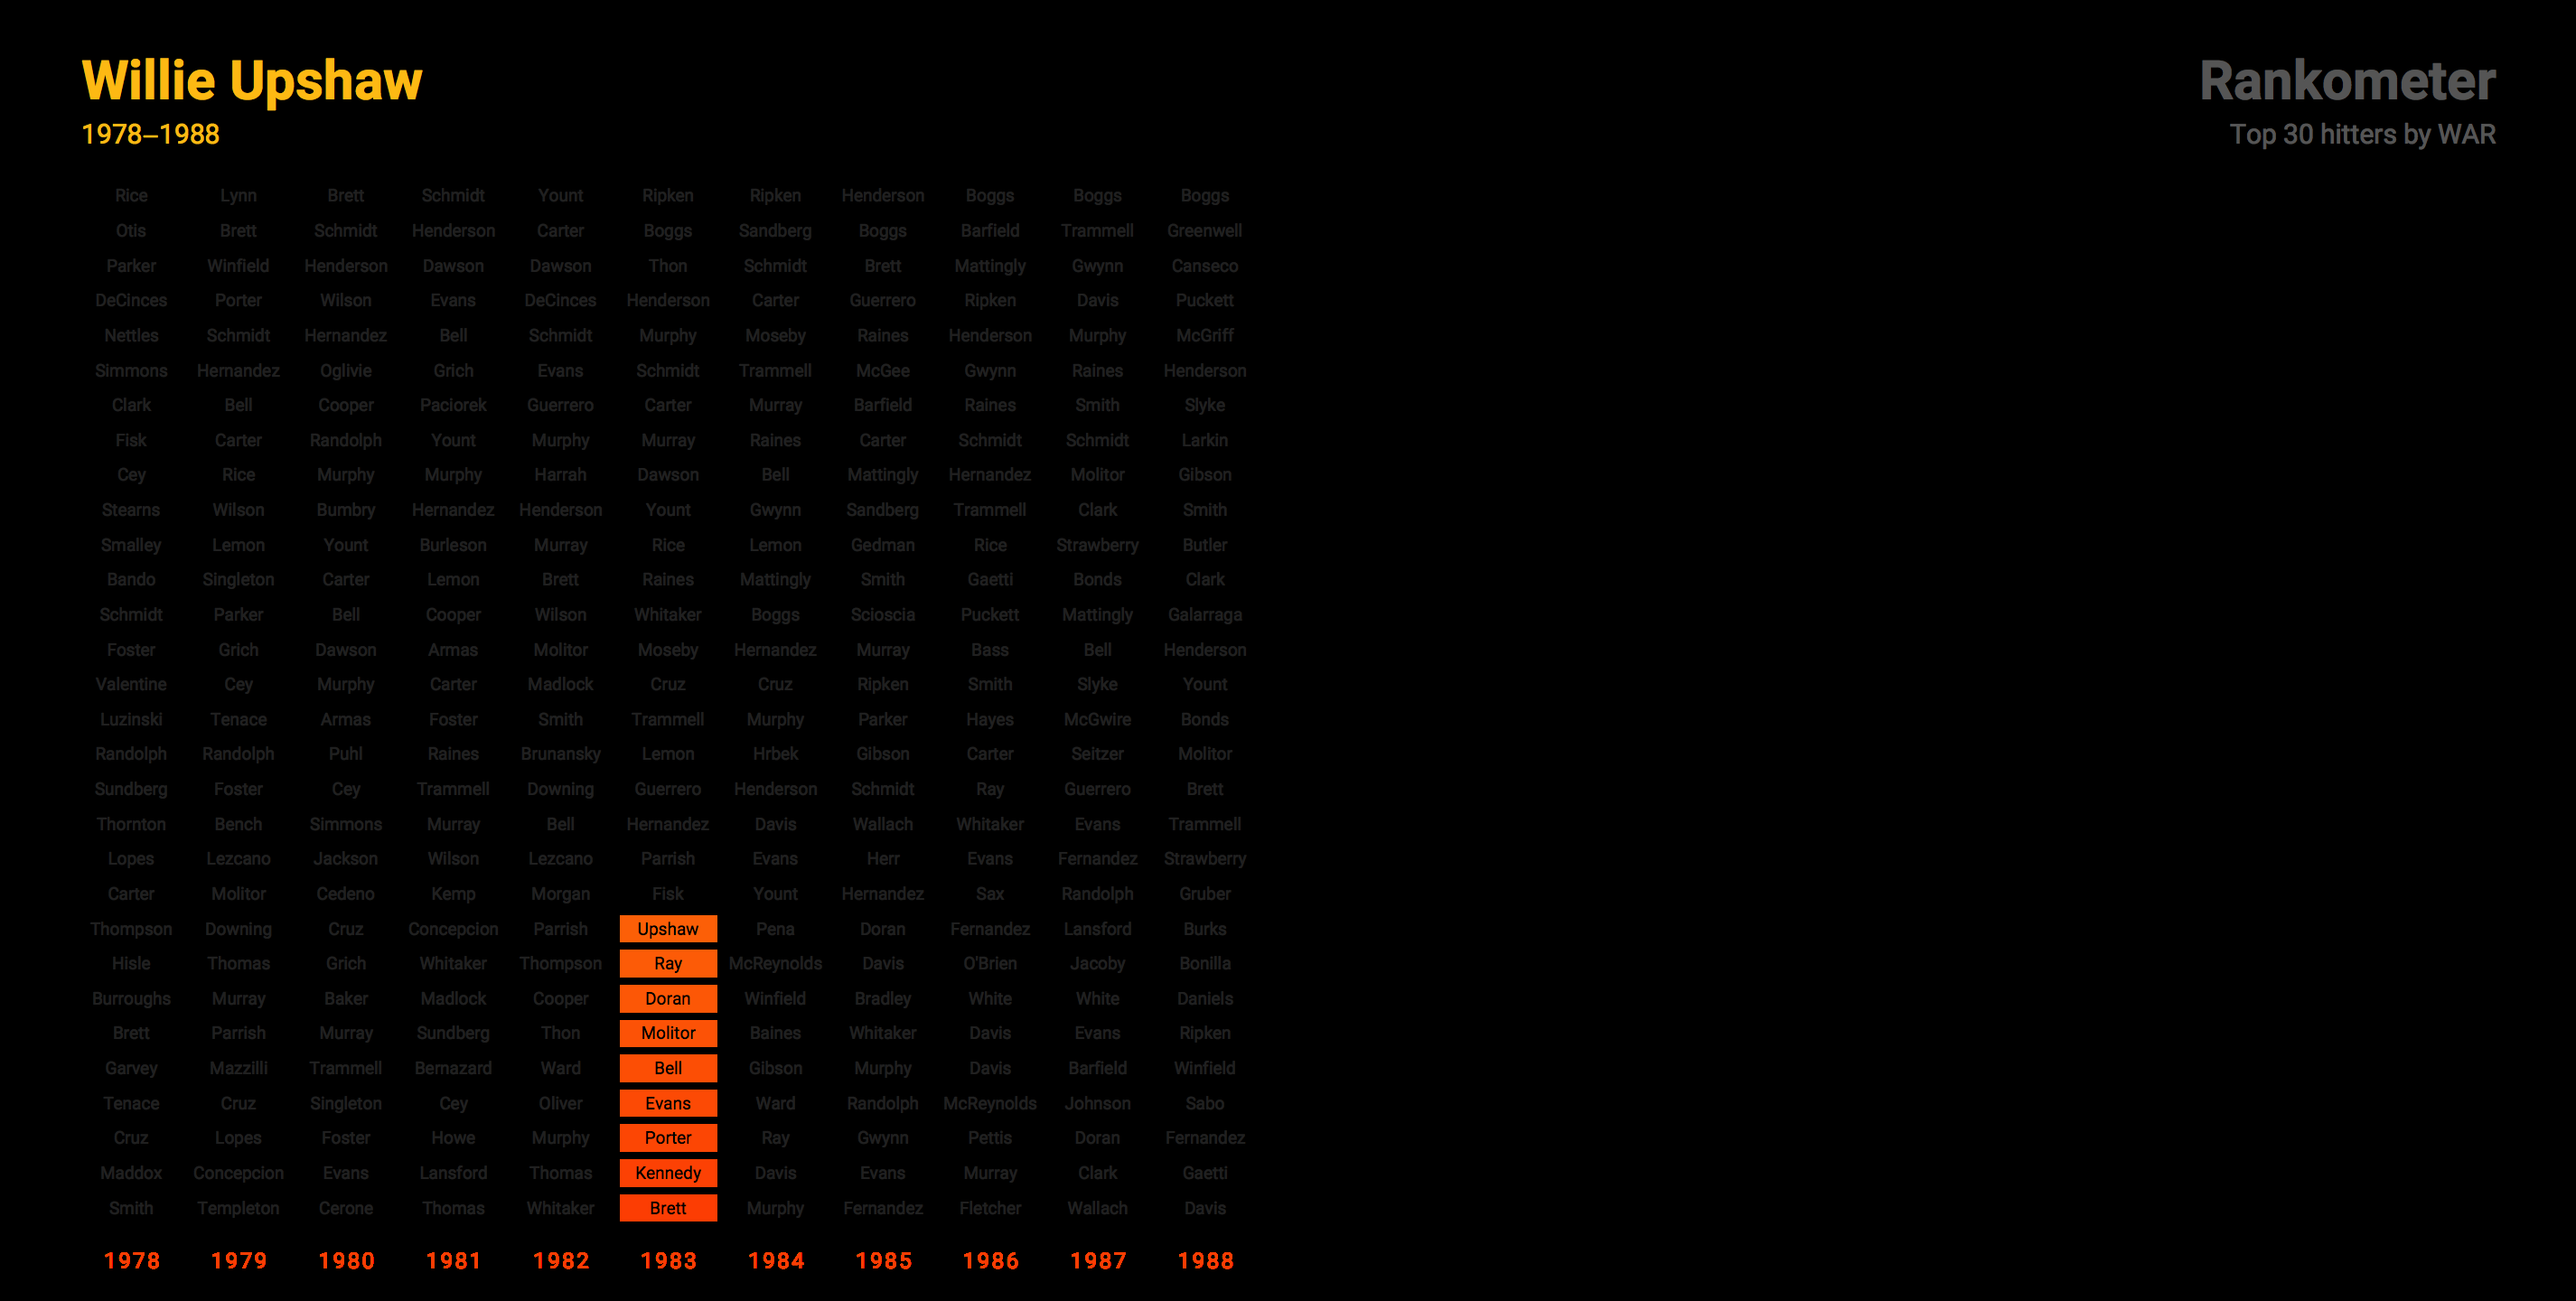 Willie Upshaw
1978–1988
Rankometer
Top 30 hitters by WAR
Rice Lynn Brett Schmidt Yount Ripken Ripken Henderson Boggs Boggs Boggs
Otis Brett Schmidt Henderson Carter Boggs Sandberg Boggs Barfield Trammell Greenwell
Parker Winfield Henderson Dawson Dawson Thon Schmidt Brett Mattingly Gwynn Canseco
DeCinces Porter Wilson Evans DeCinces Henderson Carter Guerrero Ripken Davis Puckett
Nettles Schmidt Hernandez Bell Schmidt Murphy Moseby Raines Henderson Murphy McGriff
Simmons Hernandez Oglivie Grich Evans Schmidt Trammell McGee Gwynn Raines Henderson
Clark Bell Cooper Paciorek Guerrero Carter Murray Barfield Raines Smith Slyke
Fisk Carter Randolph Yount Murphy Murray Raines Carter Schmidt Schmidt Larkin
Cey Rice Murphy Murphy Harrah Dawson Bell Mattingly Hernandez Molitor Gibson
Stearns Wilson Bumbry Hernandez Henderson Yount Gwynn Sandberg Trammell Clark Smith
Smalley Lemon Yount Burleson Murray Rice Lemon Gedman Rice Strawberry Butler
Bando Singleton Carter Lemon Brett Raines Mattingly Smith Gaetti Bonds Clark
Schmidt Parker Bell Cooper Wilson Whitaker Boggs Scioscia Puckett Mattingly Galarraga
Foster Grich Dawson Armas Molitor Moseby Hernandez Murray Bass Bell Henderson
Valentine Cey Murphy Carter Madlock Cruz Cruz Ripken Smith Slyke Yount
Luzinski Tenace Armas Foster Smith Trammell Murphy Parker Hayes McGwire Bonds
Randolph Randolph Puhl Raines Brunansky Lemon Hrbek Gibson Carter Seitzer Molitor
Sundberg Foster Cey Trammell Downing Guerrero Henderson Schmidt Ray Guerrero Brett
Thornton Bench Simmons Murray Bell Hernandez Davis Wallach Whitaker Evans Trammell
Lopes Lezcano Jackson Wilson Lezcano Parrish Evans Herr Evans Fernandez Strawberry
Carter Molitor Cedeno Kemp Morgan Fisk Yount Hernandez Sax Randolph Gruber
Thompson Downing Cruz Concepcion Parrish Upshaw Pena Doran Fernandez Lansford Burks
Hisle Thomas Grich Whitaker Thompson Ray McReynolds Davis O'Brien Jacoby Bonilla
Burroughs Murray Baker Madlock Cooper Doran Winfield Bradley White White Daniels
Brett Parrish Murray Sundberg Thon Molitor Baines Whitaker Davis Evans Ripken
Garvey Mazzilli Trammell Bernazard Ward Bell Gibson Murphy Davis Barfield Winfield
Tenace Cruz Singleton Cey Oliver Evans Ward Randolph McReynolds Johnson Sabo
Cruz Lopes Foster Howe Murphy Porter Ray Gwynn Pettis Doran Fernandez
Maddox Concepcion Evans Lansford Thomas Kennedy Davis Evans Murray Clark Gaetti
Smith Templeton Cerone Thomas Whitaker Brett Murphy Fernandez Fletcher Wallach Davis
1978 1979 1980 1981 1982 1983 1984 1985 1986 1987 1988